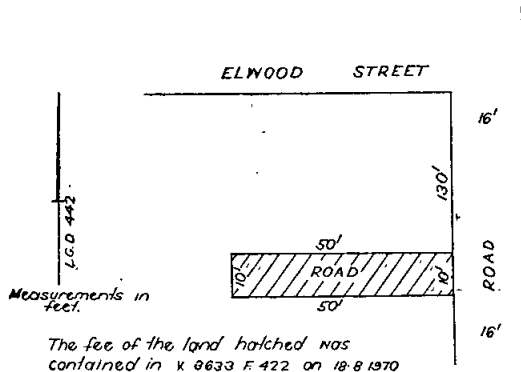 ELWOOD STREET
16'
130'
L.G.D 442.
50'
10'
ROAD
10'
ROAD
50'
Measurements in
feet.
16'
The fee of the land hatched was
contained in V. 8633 F. 422 on 18·8·1970